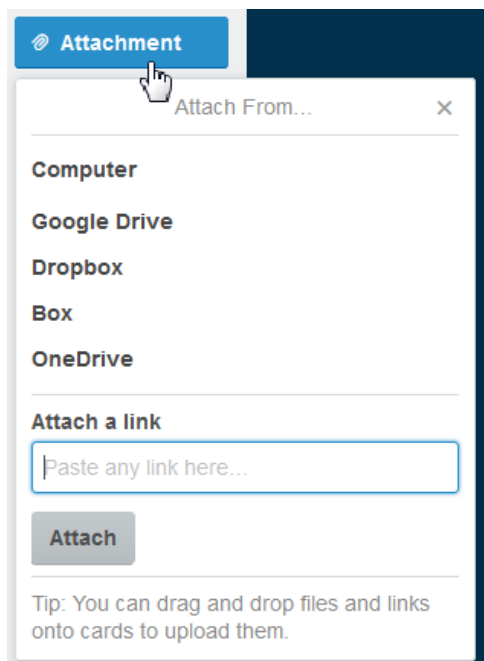 Attachment
Attach From...
Computer
Google Drive
Dropbox
Box
OneDrive
Attach a link
Paste any link here...
Attach
Tip: You can drag and drop files and links
onto cards to upload them.